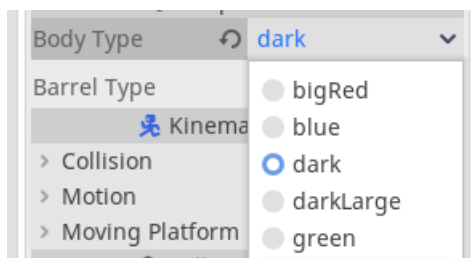 Body Type dark
Barrel Type
bigRed
Kinema
blue
Collision
dark
Motion
darkLarge
Moving Platform
green